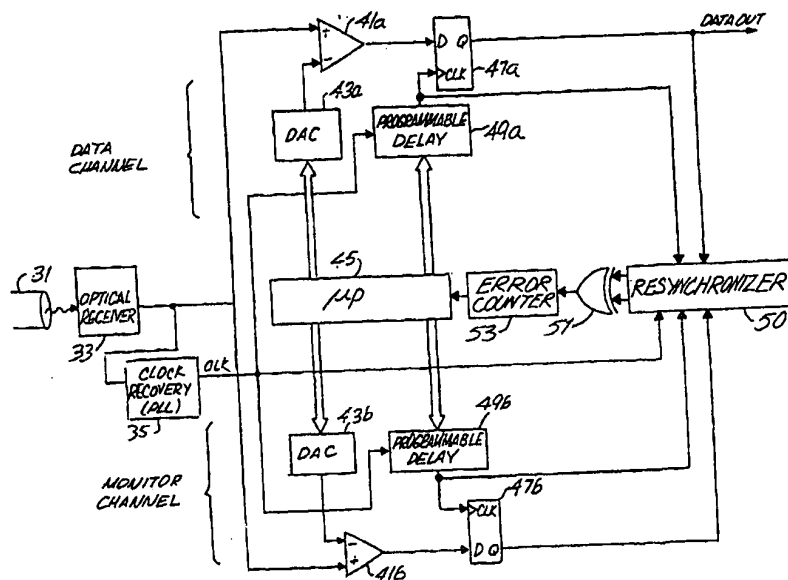 41a
D Q
CLK
47a
DATA OUT
43a
DAC
PROGRAMMABLE
DELAY
49a
DATA
CHANNEL
31
OPTICAL
RECEIVER
33
45
μP
ERROR
COUNTER
53
51
RESYNCHRONIZER
50
CLOCK
RECOVERY
(PLL)
35
CLK
43b
DAC
49b
PROGRAMMABLE
DELAY
MONITOR
CHANNEL
47b
CLK
D Q
41b
+
-
-
+